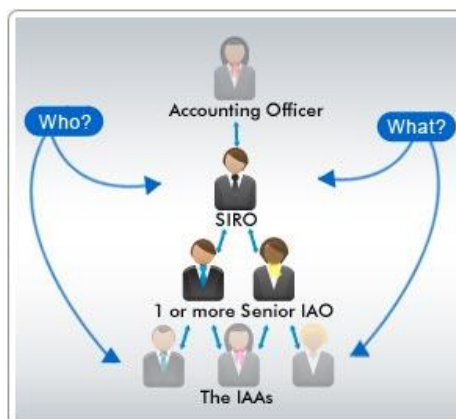 Accounting Officer
Who?
What?
SIRO
1 or more Senior IAO
The IAAs